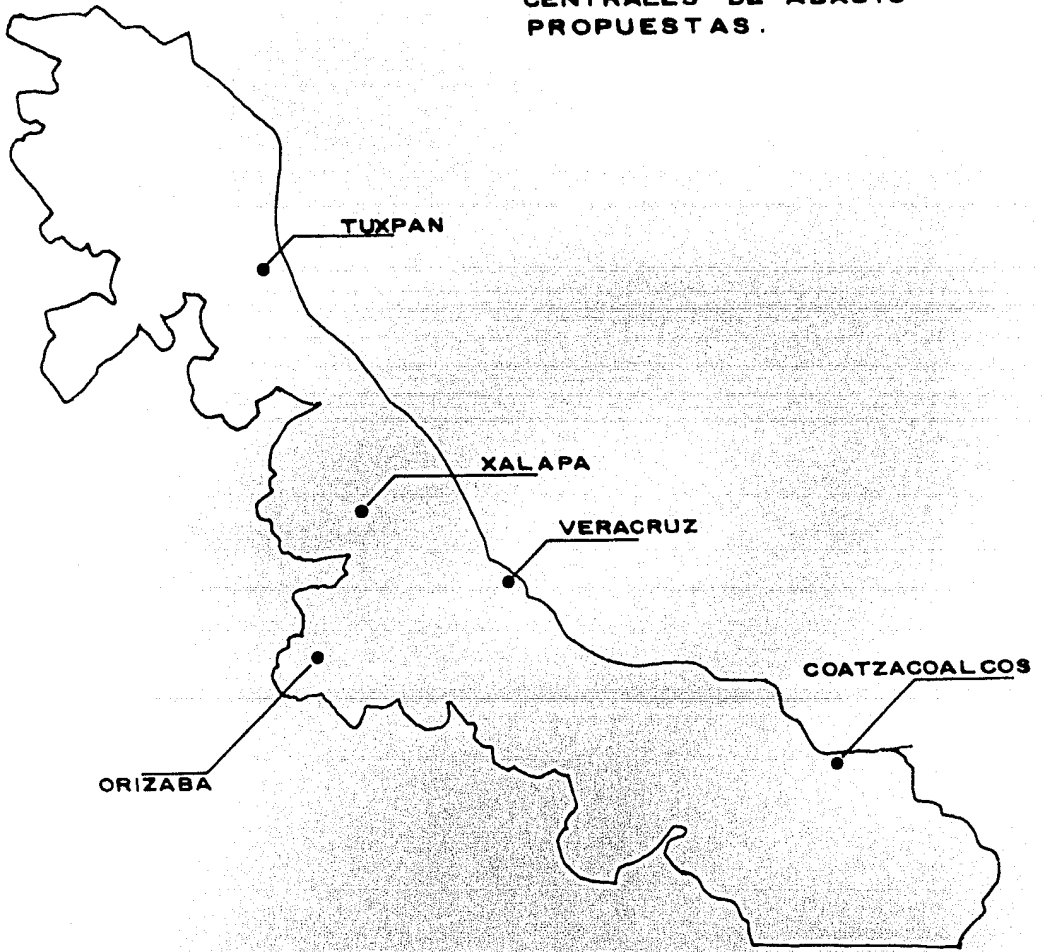 CENTRALES DE ABASTO
PROPUESTAS.
TUXPAN
XALAPA
VERACRUZ
COATZACOALCOS
ORIZABA